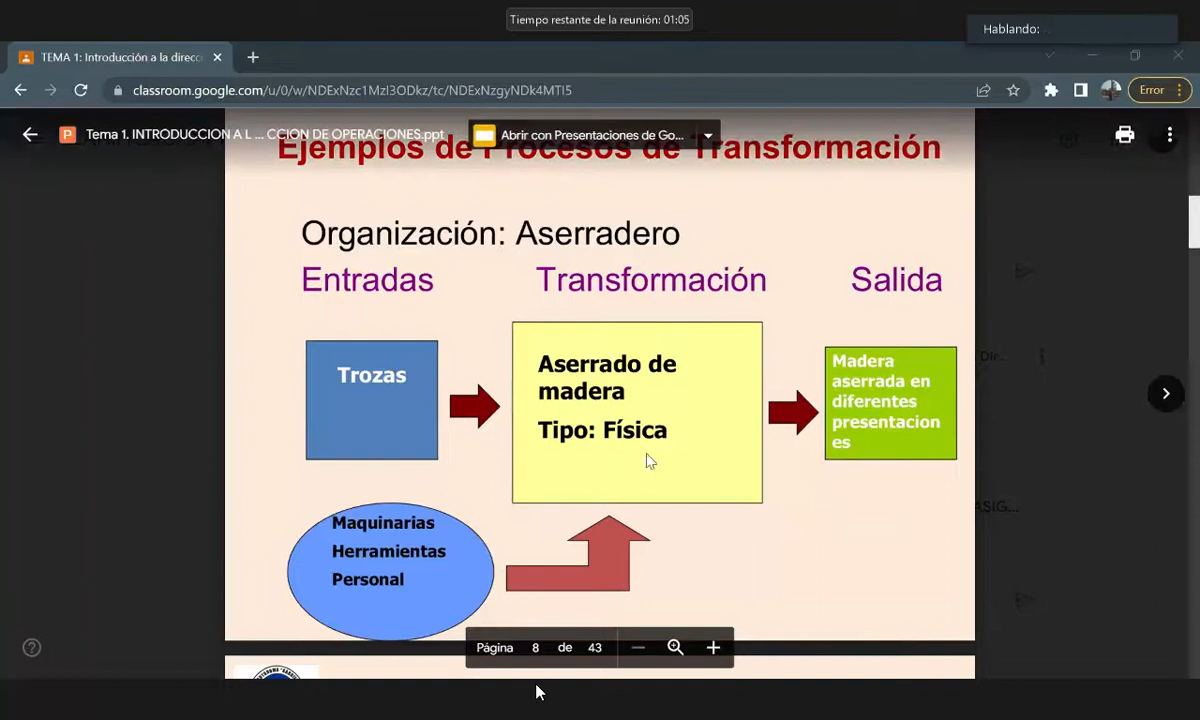 Tiempo restante de la reunión: 01:05
Hablando:
TEMA 1: Introducción a la direcc
classroom.google.com/u/0/w/NDExNzc1MzI3ODkz/tc/NDExNzgyNDk4MTI5
Error
Tema 1. INTRODUCCION A L ... CCION DE OPERACIONES.ppt
Abrir con Presentaciones de Go...
Ejemplos de Procesos de Transformación
Organización: Aserradero
Entradas Transformación Salida
Trozas
Aserrado de
madera
Tipo: Física
Madera
aserrada en
diferentes
presentacion
es
Maquinarias
Herramientas
Personal
Página 8 de 43